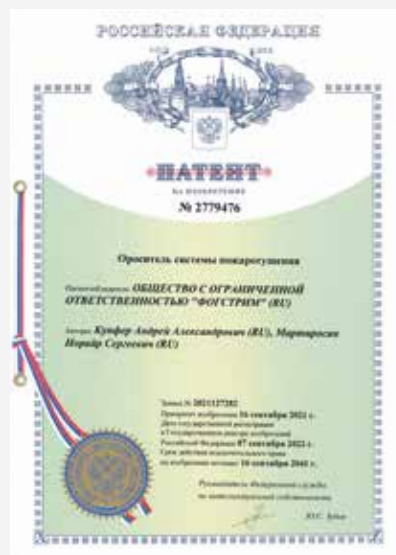 РОССИЙСКАЯ ФЕДЕРАЦИЯ
ПАТЕНТ
НА ИЗОБРЕТЕНИЕ
№ 2779476
Ороситель системы пожаротушения
Патентообладатель: ОБЩЕСТВО С ОГРАНИЧЕННОЙ
ОТВЕТСТВЕННОСТЬЮ "ФОГСТРИМ" (RU)
Авторы: Купфер Андрей Александрович (RU), Мартиросян
Норайр Сергеевич (RU)
Заявка № 2021127202
Приоритет изобретения 16 сентября 2021 г.
Дата государственной регистрации
в Государственном реестре изобретений
Российской Федерации 07 сентября 2022 г.
Срок действия исключительного права
на изобретение истекает 16 сентября 2041 г.
Руководитель Федеральной службы
по интеллектуальной собственности
Ю.С. Зубов